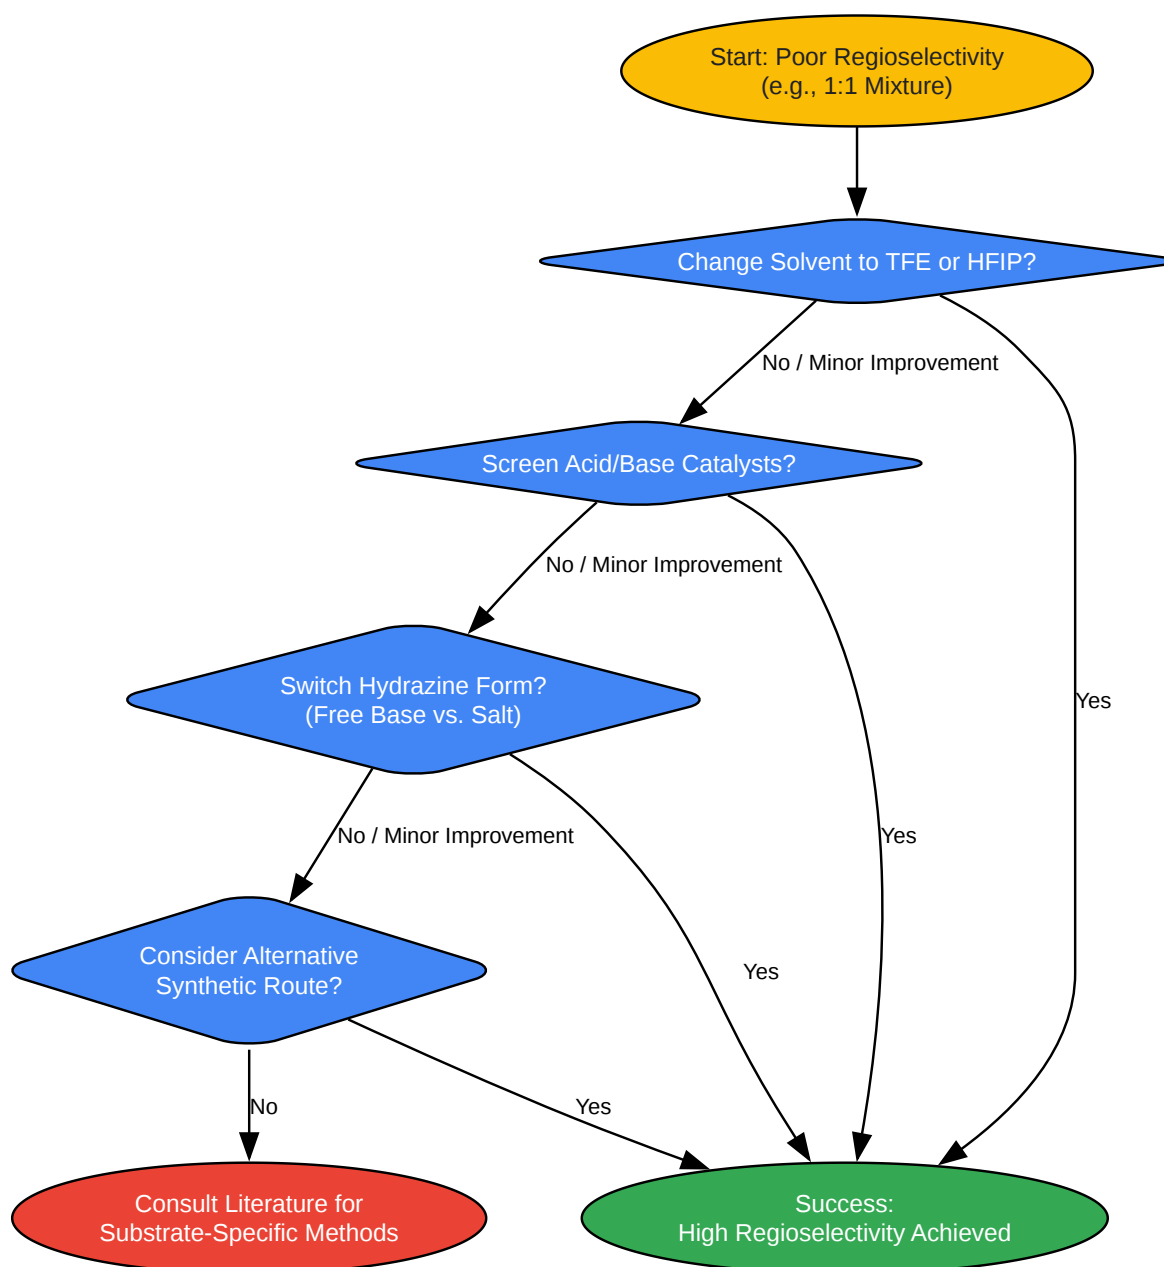 Start: Poor Regioselectivity
(e.g., 1:1 Mixture)
Change Solvent to TFE or HFIP?
No / Minor Improvement
Screen Acid/Base Catalysts?
No / Minor Improvement
Switch Hydrazine Form?
(Free Base vs. Salt)
Yes
No / Minor Improvement
Yes
Consider Alternative
Synthetic Route?
Yes
No
Yes
Consult Literature for
Substrate-Specific Methods
Success:
High Regioselectivity Achieved